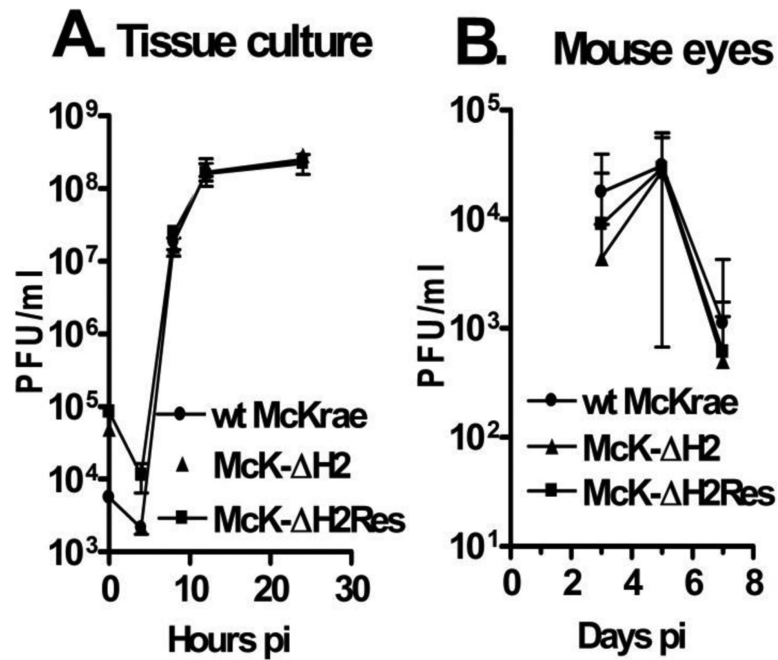 A. Tissue culture
PFU/ml
10⁹
10⁸
10⁷
10⁶
10⁵
10⁴
10³
wt McKrae
McK-ΔH2
McK-ΔH2Res
0 10 20 30
Hours pi
B. Mouse eyes
PFU/ml
10⁵
10⁴
10³
10²
10¹
wt McKrae
McK-ΔH2
McK-ΔH2Res
0 2 4 6 8
Days pi